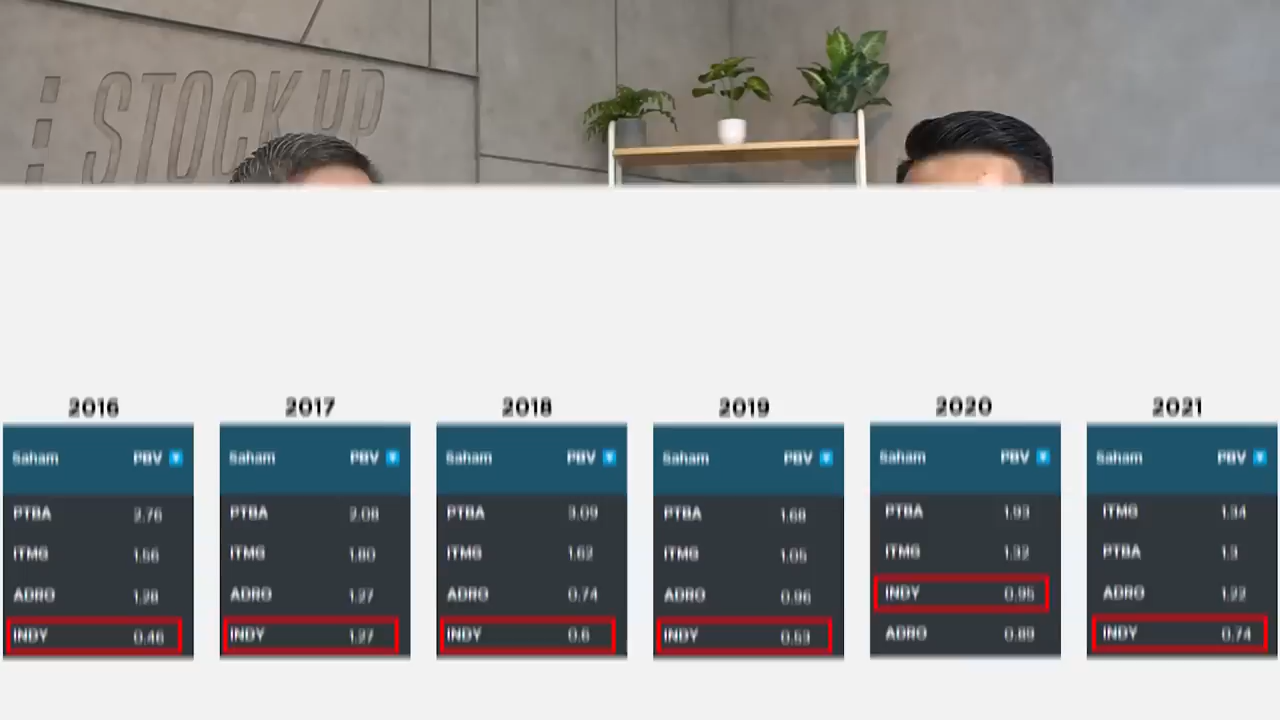 STOCK UP
2016
Saham PBV
PTBA 2.76
ITMG 1.56
ADRO 1.28
INDY 0.46
2017
Saham PBV
PTBA 2.08
ITMG 1.80
ADRO 1.27
INDY 1.27
2018
Saham PBV
PTBA 3.09
ITMG 1.62
ADRO 0.74
INDY 0.6
2019
Saham PBV
PTBA 1.68
ITMG 1.05
ADRO 0.96
INDY 0.53
2020
Saham PBV
PTBA 1.93
ITMG 1.32
INDY 0.95
ADRO 0.89
2021
Saham PBV
ITMG 1.34
PTBA 1.3
ADRO 1.22
INDY 0.74